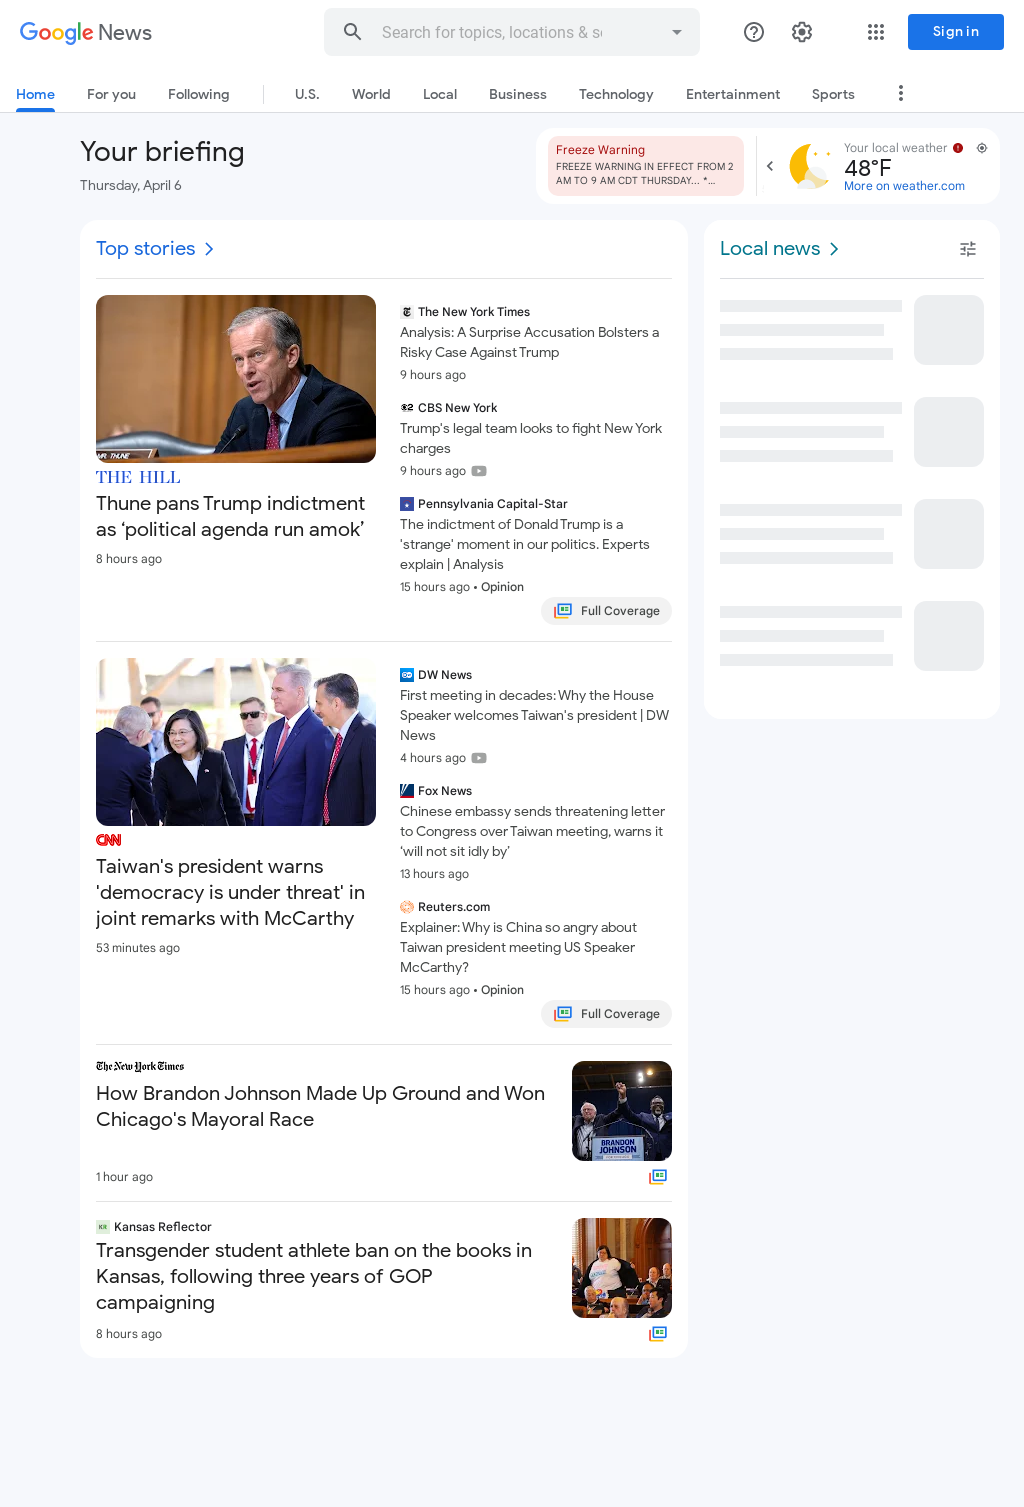 Google News
Search for topics, locations & so
Sign in
Home
For you
Following
U.S.
World
Local
Business
Technology
Entertainment
Sports
Your briefing
Thursday, April 6
Freeze Warning
FREEZE WARNING IN EFFECT FROM 2
AM TO 9 AM CDT THURSDAY... *...
Your local weather
48°F
More on weather.com
Top stories
MR. THUNE
THE HILL
Thune pans Trump indictment
as ‘political agenda run amok’
8 hours ago
The New York Times
Analysis: A Surprise Accusation Bolsters a
Risky Case Against Trump
9 hours ago
CBS New York
Trump's legal team looks to fight New York
charges
9 hours ago
Pennsylvania Capital-Star
The indictment of Donald Trump is a
'strange' moment in our politics. Experts
explain | Analysis
15 hours ago • Opinion
Full Coverage
CNN
Taiwan's president warns
'democracy is under threat' in
joint remarks with McCarthy
53 minutes ago
DW News
First meeting in decades: Why the House
Speaker welcomes Taiwan's president | DW
News
4 hours ago
Fox News
Chinese embassy sends threatening letter
to Congress over Taiwan meeting, warns it
‘will not sit idly by’
13 hours ago
Reuters.com
Explainer: Why is China so angry about
Taiwan president meeting US Speaker
McCarthy?
15 hours ago • Opinion
Full Coverage
The New York Times
How Brandon Johnson Made Up Ground and Won
Chicago's Mayoral Race
1 hour ago
BRANDON
JOHNSON
KR Kansas Reflector
Transgender student athlete ban on the books in
Kansas, following three years of GOP
campaigning
8 hours ago
Local news